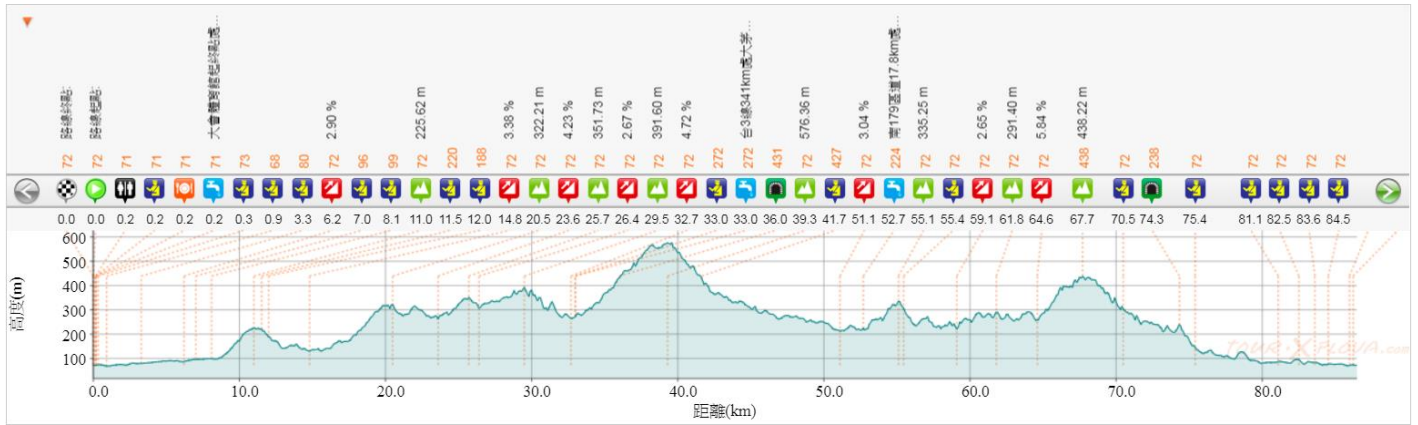 路線終點:
路線起點:
大會體育館起終點處...
2.90 %
225.62 m
3.38 %
322.21 m
4.23 %
351.73 m
2.67 %
391.60 m
4.72 %
台3線341km處大茅...
576.36 m
3.04 %
南179區道17.8km處...
335.25 m
2.65 %
291.40 m
5.84 %
438.22 m
72 72 71 71 71 71 73 68 80 72 96 99 72 220 188 72 72 72 72 72 72 72 272 272 431 72 427 72 224 72 72 72 72 72 438 72 238 72 72 72 72 72
0.0 0.0 0.2 0.2 0.2 0.2 0.3 0.9 3.3 6.2 7.0 8.1 11.0 11.5 12.0 14.8 20.5 23.6 25.7 26.4 29.5 32.7 33.0 33.0 36.0 39.3 41.7 51.1 52.7 55.1 55.4 59.1 61.8 64.6 67.7 70.5 74.3 75.4 81.1 82.5 83.6 84.5
高度(m)
600
500
400
300
200
100
TOUR-X-PLOVA.com
0.0 10.0 20.0 30.0 40.0 50.0 60.0 70.0 80.0
距離(km)